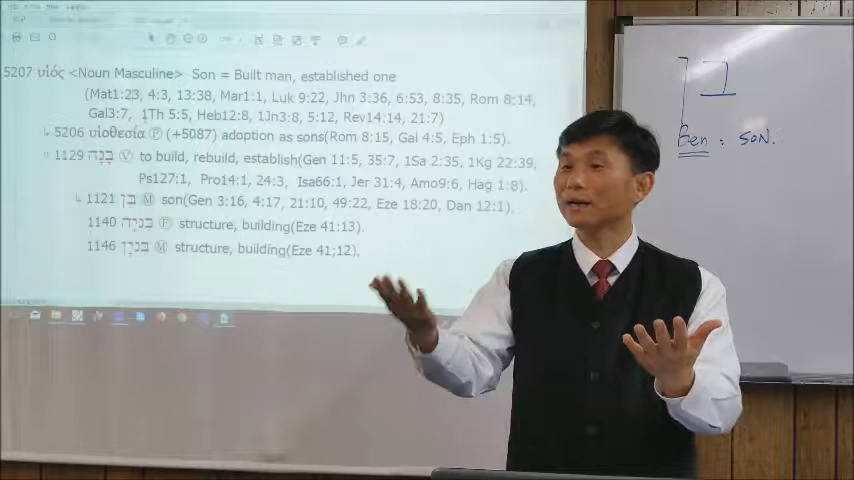 5207 υἱός <Noun Masculine> Son = Built man, established one
(Mat1:23, 4:3, 13:38, Mar1:1, Luk 9:22, Jhn 3:36, 6:53, 8:35, Rom 8:14,
Gal3:7, 1Th 5:5, Heb12:8, 1Jn3:8, 5:12, Rev14:14, 21:7)
5206 υἱοθεσία Ⓕ (+5087) adoption as sons(Rom 8:15, Gal 4:5, Eph 1:5).
1129 בָּנָה Ⓥ to build, rebuild, establish(Gen 11:5, 35:7, 1Sa 2:35, 1Kg 22:39,
Ps127:1, Pro14:1, 24:3, Isa66:1, Jer 31:4, Amo9:6, Hag 1:8).
1121 בֵּן Ⓜ son(Gen 3:16, 4:17, 21:10, 49:22, Eze 18:20, Dan 12:1),
1140 בִּנְיָה Ⓕ structure, building(Eze 41:13).
1146 בִּנְיָן Ⓜ structure, building(Eze 41:12).
Ben : SON.